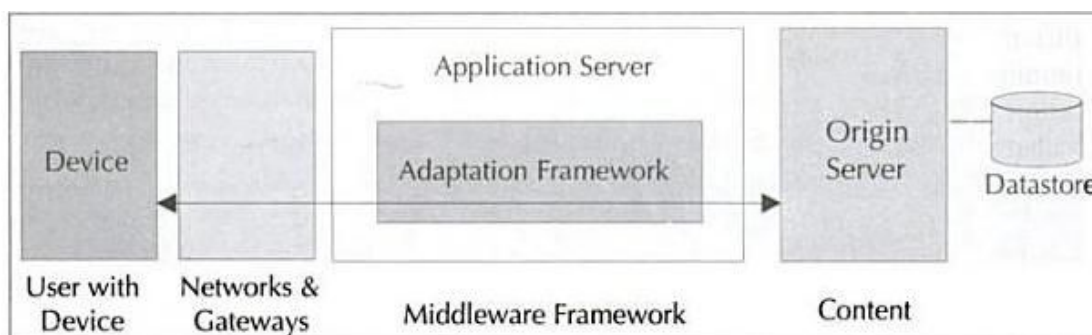 Application Server
Device
Adaptation Framework
Origin
Server
Datastore
User with
Device
Networks &
Gateways
Middleware Framework
Content